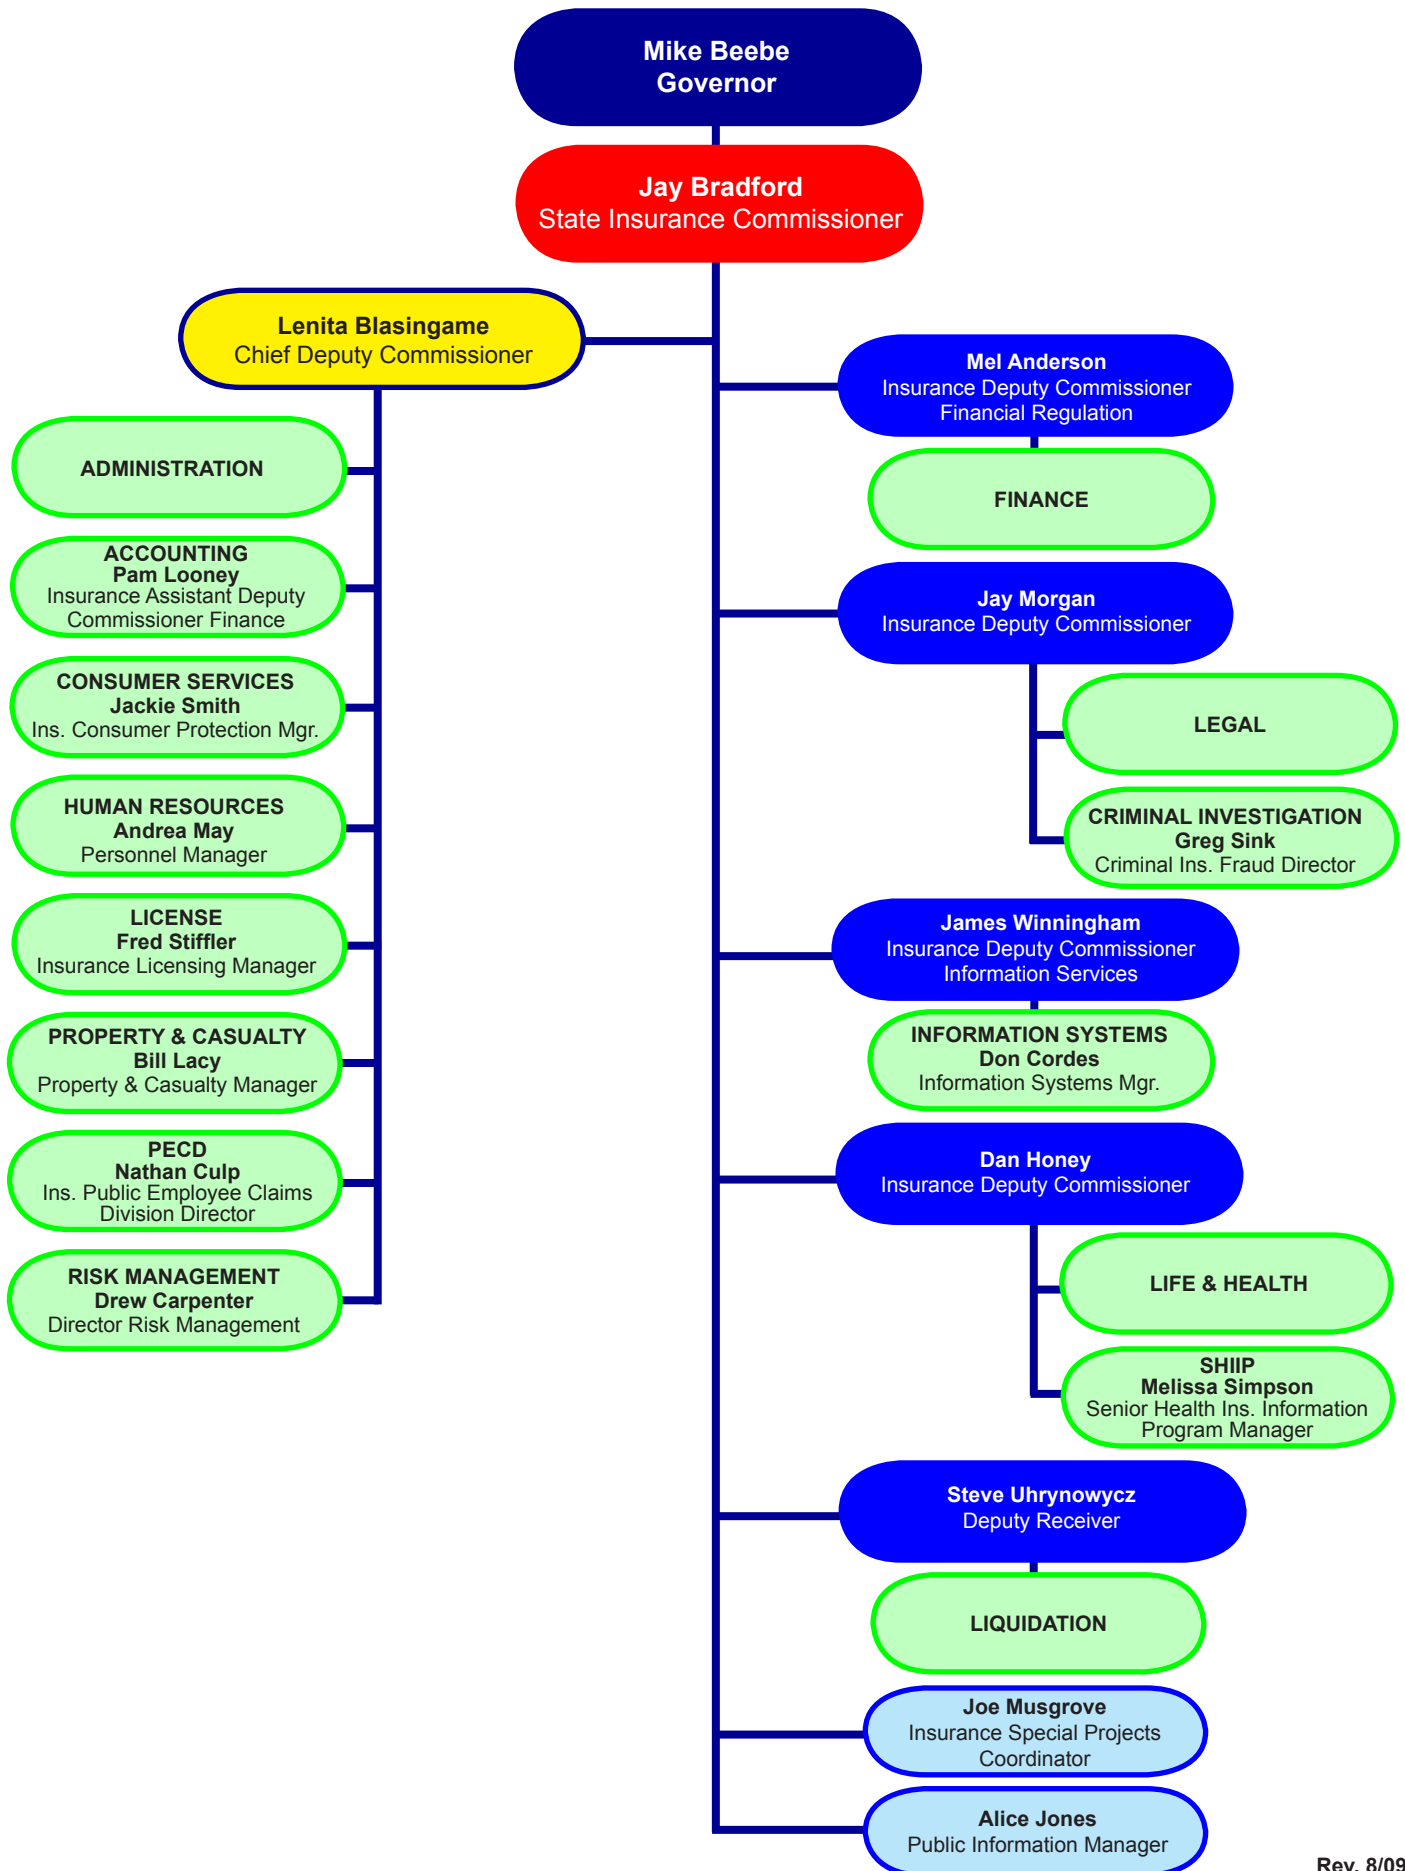 Mike Beebe
Governor
Jay Bradford
State Insurance Commissioner
Lenita Blasingame
Chief Deputy Commissioner
ADMINISTRATION
ACCOUNTING
Pam Looney
Insurance Assistant Deputy
Commissioner Finance
CONSUMER SERVICES
Jackie Smith
Ins. Consumer Protection Mgr.
HUMAN RESOURCES
Andrea May
Personnel Manager
LICENSE
Fred Stiffler
Insurance Licensing Manager
PROPERTY & CASUALTY
Bill Lacy
Property & Casualty Manager
PECD
Nathan Culp
Ins. Public Employee Claims
Division Director
RISK MANAGEMENT
Drew Carpenter
Director Risk Management
Mel Anderson
Insurance Deputy Commissioner
Financial Regulation
FINANCE
Jay Morgan
Insurance Deputy Commissioner
LEGAL
CRIMINAL INVESTIGATION
Greg Sink
Criminal Ins. Fraud Director
James Winningham
Insurance Deputy Commissioner
Information Services
INFORMATION SYSTEMS
Don Cordes
Information Systems Mgr.
Dan Honey
Insurance Deputy Commissioner
LIFE & HEALTH
SHIIP
Melissa Simpson
Senior Health Ins. Information
Program Manager
Steve Uhrynowycz
Deputy Receiver
LIQUIDATION
Joe Musgrove
Insurance Special Projects
Coordinator
Alice Jones
Public Information Manager
Rev. 8/09